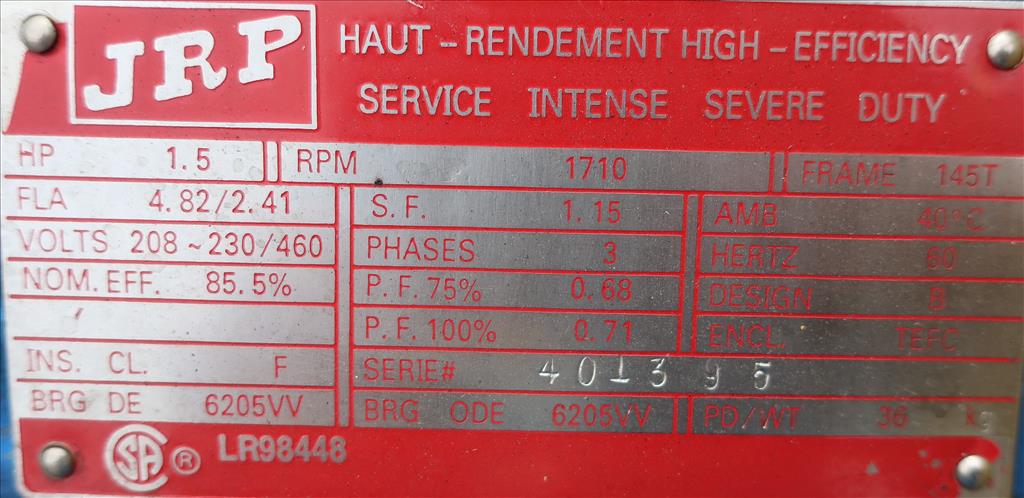 JRP
HAUT - RENDEMENT HIGH - EFFICIENCY
SERVICE INTENSE SEVERE DUTY
HP 1.5 RPM 1710 FRAME 145T
FLA 4.82/2.41 S.F. 1.15 AMB 40°C
VOLTS 208~230/460 PHASES 3 HERTZ 60
NOM.EFF. 85.5% P.F.75% 0.68 DESIGN B
P.F.100% 0.71 ENCL. TEFC
INS. CL. F SERIE# 401395
BRG DE 6205VV BRG ODE 6205VV PD/WT 36 kg
SA ® LR98448